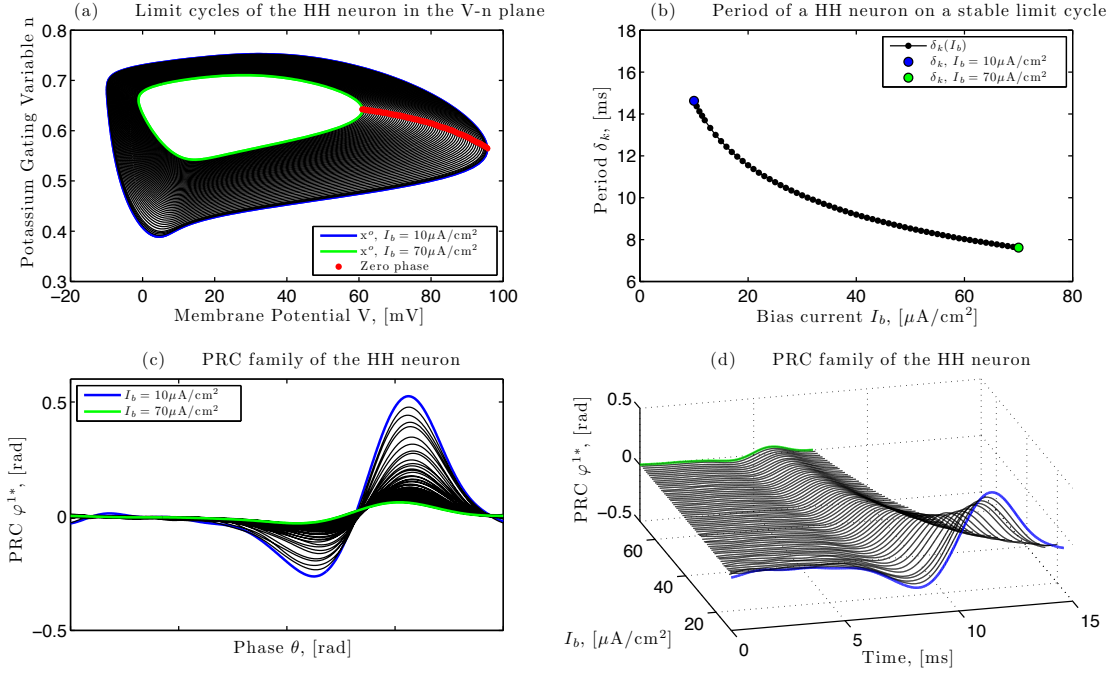 (a) Limit cycles of the HH neuron in the V-n plane
Potassium Gating Variable n
0.8
0.7
0.6
0.5
0.4
0.3
xᵒ, I_b = 10μA/cm²
xᵒ, I_b = 70μA/cm²
Zero phase
−20 0 20 40 60 80 100
Membrane Potential V, [mV]
(b) Period of a HH neuron on a stable limit cycle
Period δ_k, [ms]
18
16
14
12
10
8
6
δ_k(I_b)
δ_k, I_b = 10μA/cm²
δ_k, I_b = 70μA/cm²
0 20 40 60 80
Bias current I_b, [μA/cm²]
(c) PRC family of the HH neuron
PRC φ¹*, [rad]
0.5
0
−0.5
I_b = 10μA/cm²
I_b = 70μA/cm²
Phase θ, [rad]
(d) PRC family of the HH neuron
PRC φ¹*, [rad]
0.5
0
−0.5
60
40
20
I_b, [μA/cm²]
0 5 10 15
Time, [ms]